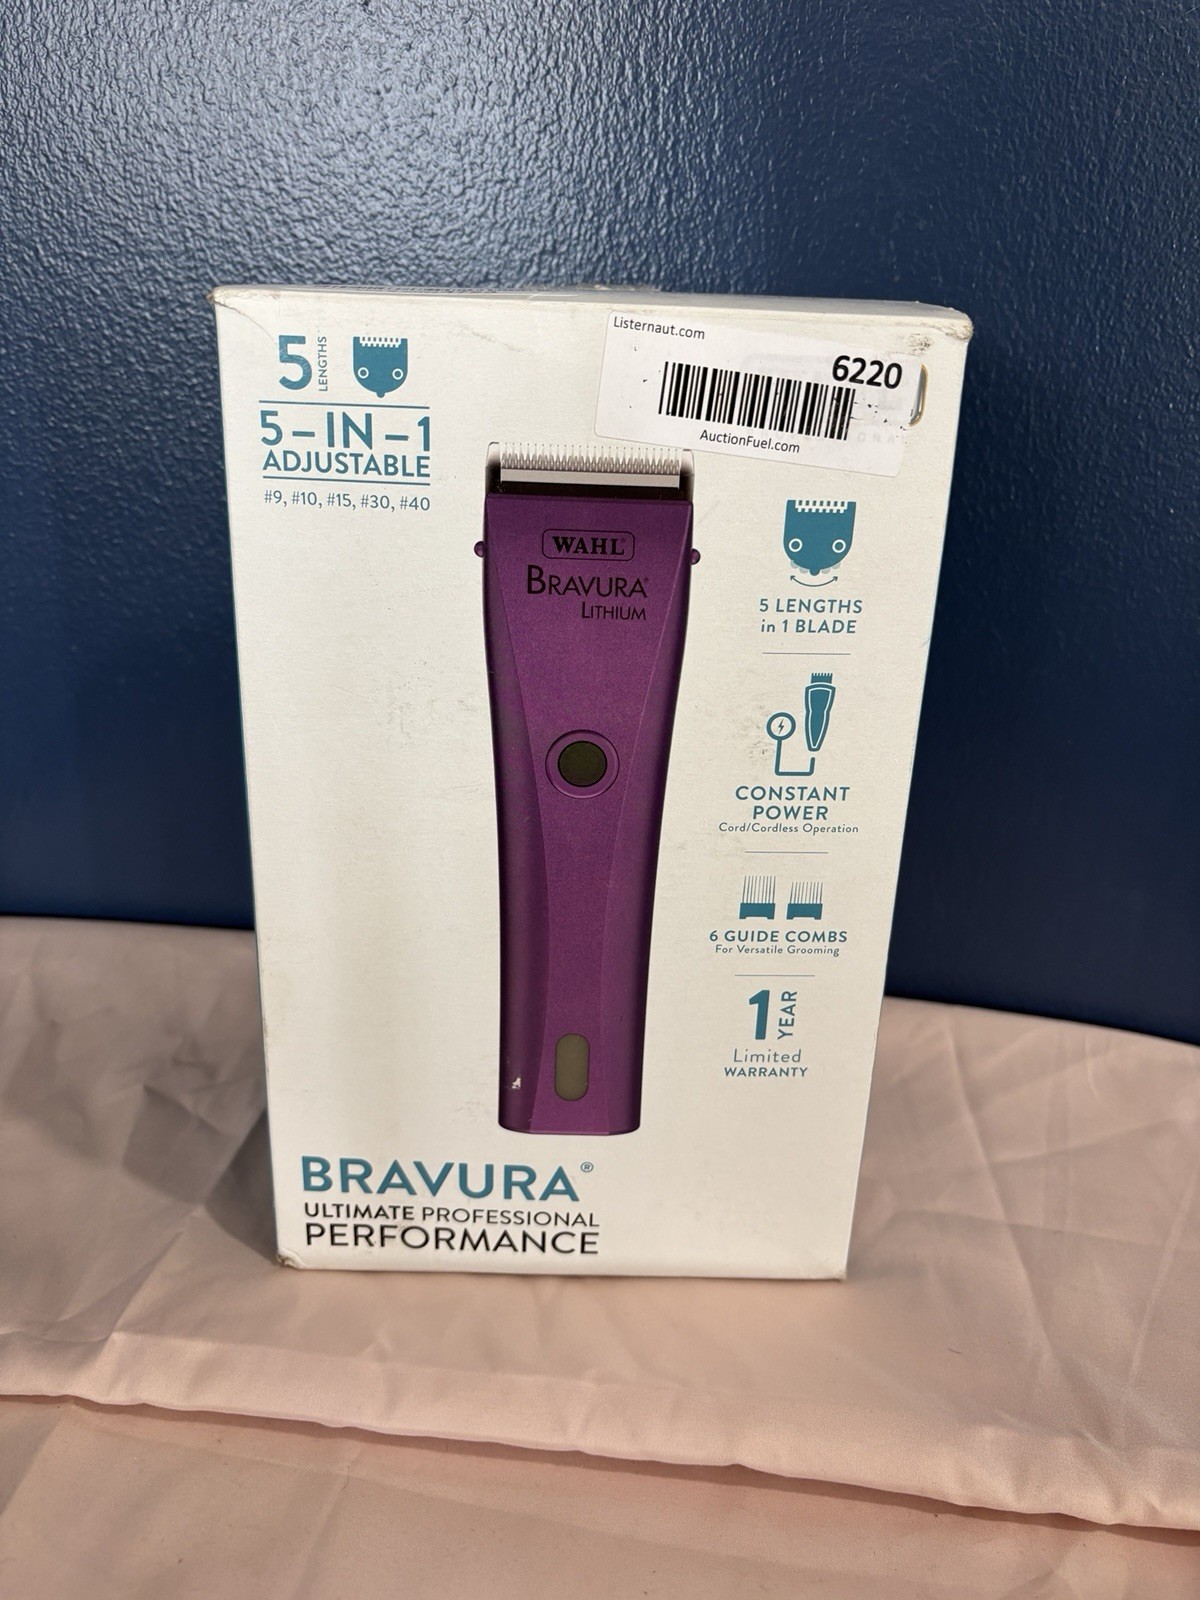 Listernaut.com
6220
AuctionFuel.com
5 LENGTHS
5-IN-1
ADJUSTABLE
#9, #10, #15, #30, #40
WAHL
BRAVURA®
LITHIUM
5 LENGTHS
in 1 BLADE
CONSTANT
POWER
Cord/Cordless Operation
6 GUIDE COMBS
For Versatile Grooming
1 YEAR
Limited
WARRANTY
BRAVURA®
ULTIMATE PROFESSIONAL
PERFORMANCE